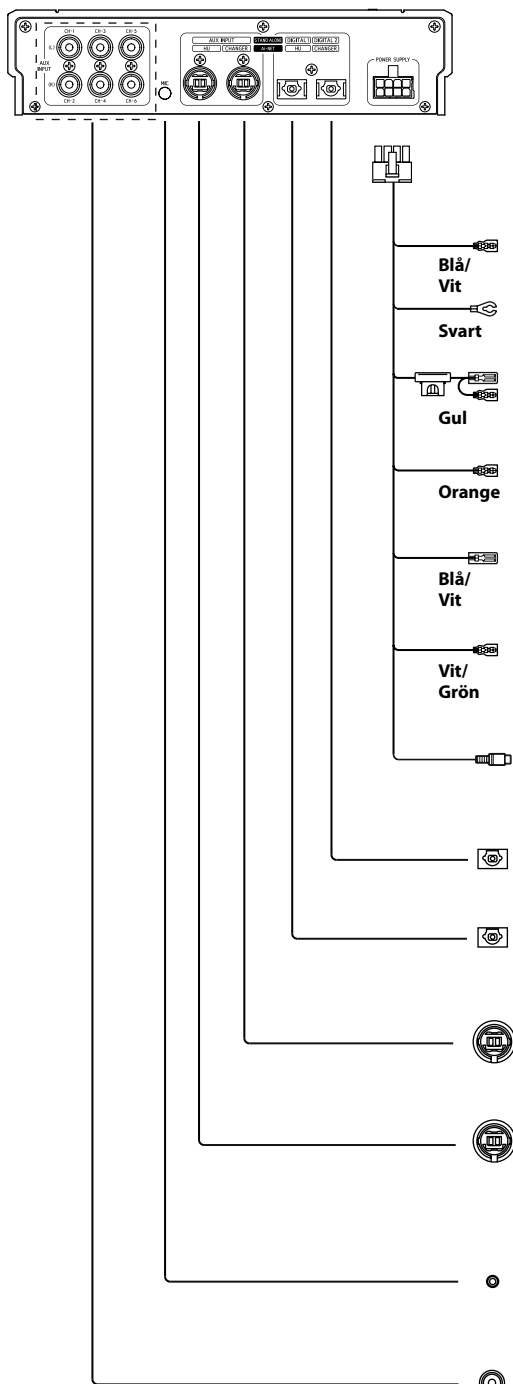 CH-1 CH-3 CH-5
(L)
AUX
INPUT
(R)
CH-2 CH-4 CH-6
MIC
AUX INPUT STAND ALONE DIGITAL 1 DIGITAL 2
HU CHANGER AI-NET HU CHANGER
POWER SUPPLY
Blå/
Vit
Svart
Gul
Orange
Blå/
Vit
Vit/
Grön